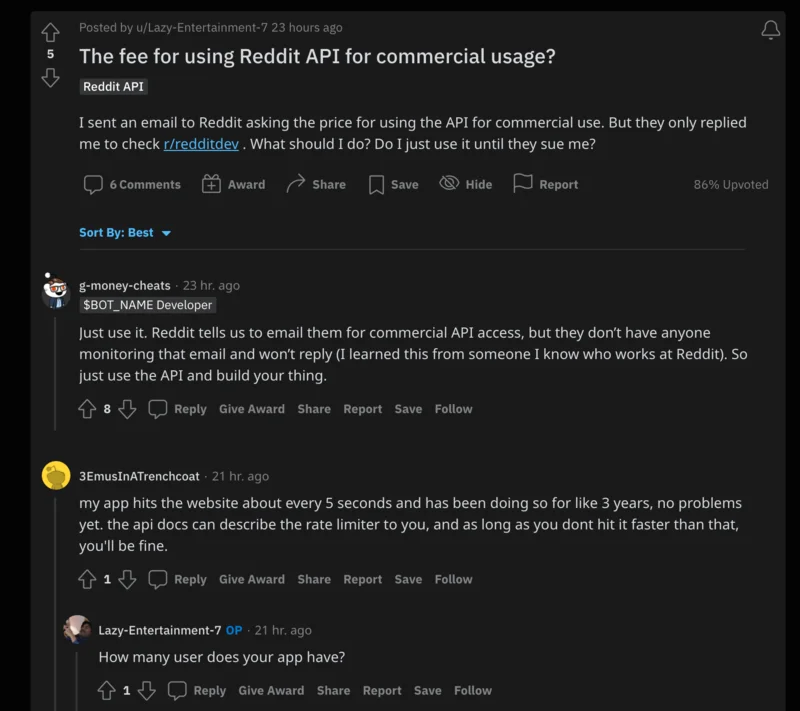 Posted by u/Lazy-Entertainment-7 23 hours ago
5
The fee for using Reddit API for commercial usage?
Reddit API
I sent an email to Reddit asking the price for using the API for commercial use. But they only replied
me to check r/redditdev . What should I do? Do I just use it until they sue me?
6 Comments Award Share Save Hide Report 86% Upvoted
Sort By: Best
g-money-cheats · 23 hr. ago
$BOT_NAME Developer
Just use it. Reddit tells us to email them for commercial API access, but they don’t have anyone
monitoring that email and won’t reply (I learned this from someone I know who works at Reddit). So
just use the API and build your thing.
8 Reply Give Award Share Report Save Follow
3EmusInATrenchcoat · 21 hr. ago
my app hits the website about every 5 seconds and has been doing so for like 3 years, no problems
yet. the api docs can describe the rate limiter to you, and as long as you dont hit it faster than that,
you'll be fine.
1 Reply Give Award Share Report Save Follow
Lazy-Entertainment-7 OP · 21 hr. ago
How many user does your app have?
1 Reply Give Award Share Report Save Follow